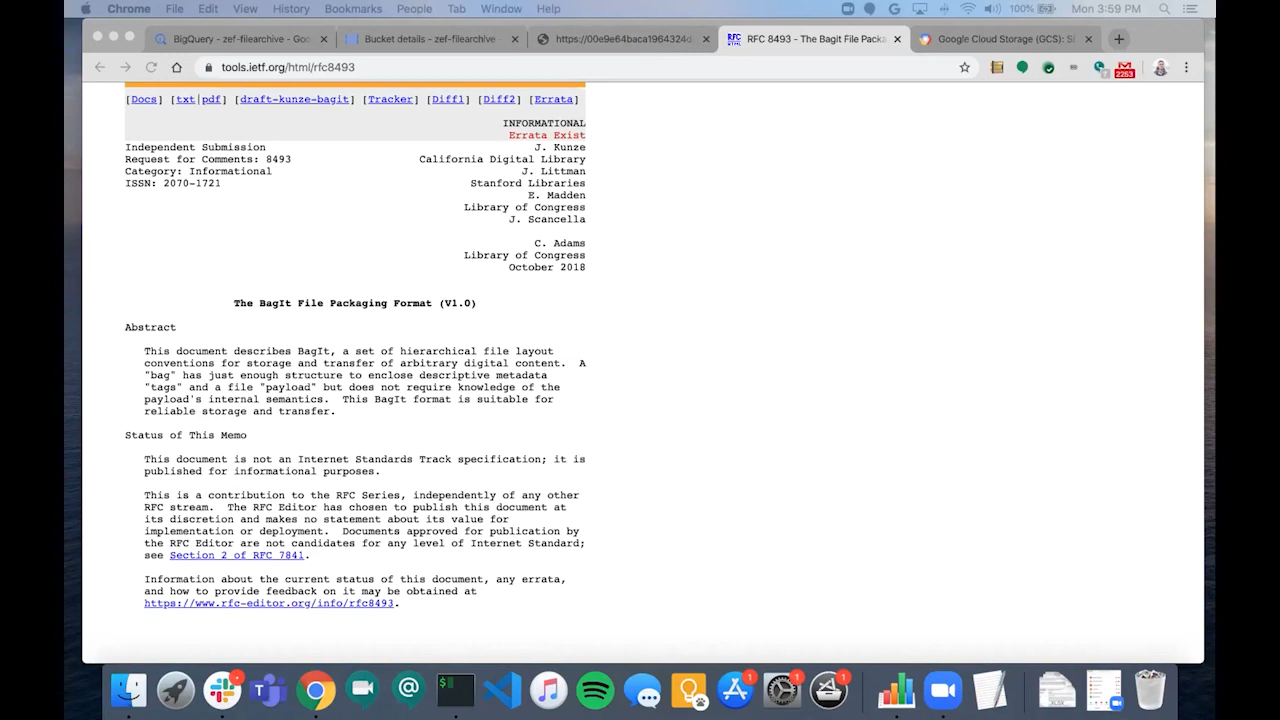 Chrome File Edit View History Bookmarks People Tab Window Help 100% Mon 3:59 PM
BigQuery - zef-filearchive - Goo
Bucket details - zef-filearchive -
https://00e9e64baca1964324d
RFC 8493 - The BagIt File Packa
Google Cloud Storage (GCS): S
tools.ietf.org/html/rfc8493
2253
[Docs] [txt|pdf] [draft-kunze-bagit] [Tracker] [Diff1] [Diff2] [Errata]
INFORMATIONAL
Errata Exist
Independent Submission J. Kunze
Request for Comments: 8493 California Digital Library
Category: Informational J. Littman
ISSN: 2070-1721 Stanford Libraries
E. Madden
Library of Congress
J. Scancella
C. Adams
Library of Congress
October 2018
The BagIt File Packaging Format (V1.0)
Abstract
This document describes BagIt, a set of hierarchical file layout
conventions for storage and transfer of arbitrary digital content. A
"bag" has just enough structure to enclose descriptive metadata
"tags" and a file "payload" but does not require knowledge of the
payload's internal semantics. This BagIt format is suitable for
reliable storage and transfer.
Status of This Memo
This document is not an Internet Standards Track specification; it is
published for informational purposes.
This is a contribution to the RFC Series, independently of any other
RFC stream. The RFC Editor has chosen to publish this document at
its discretion and makes no statement about its value for
implementation or deployment. Documents approved for publication by
the RFC Editor are not candidates for any level of Internet Standard;
see Section 2 of RFC 7841.
Information about the current status of this document, any errata,
and how to provide feedback on it may be obtained at
https://www.rfc-editor.org/info/rfc8493.